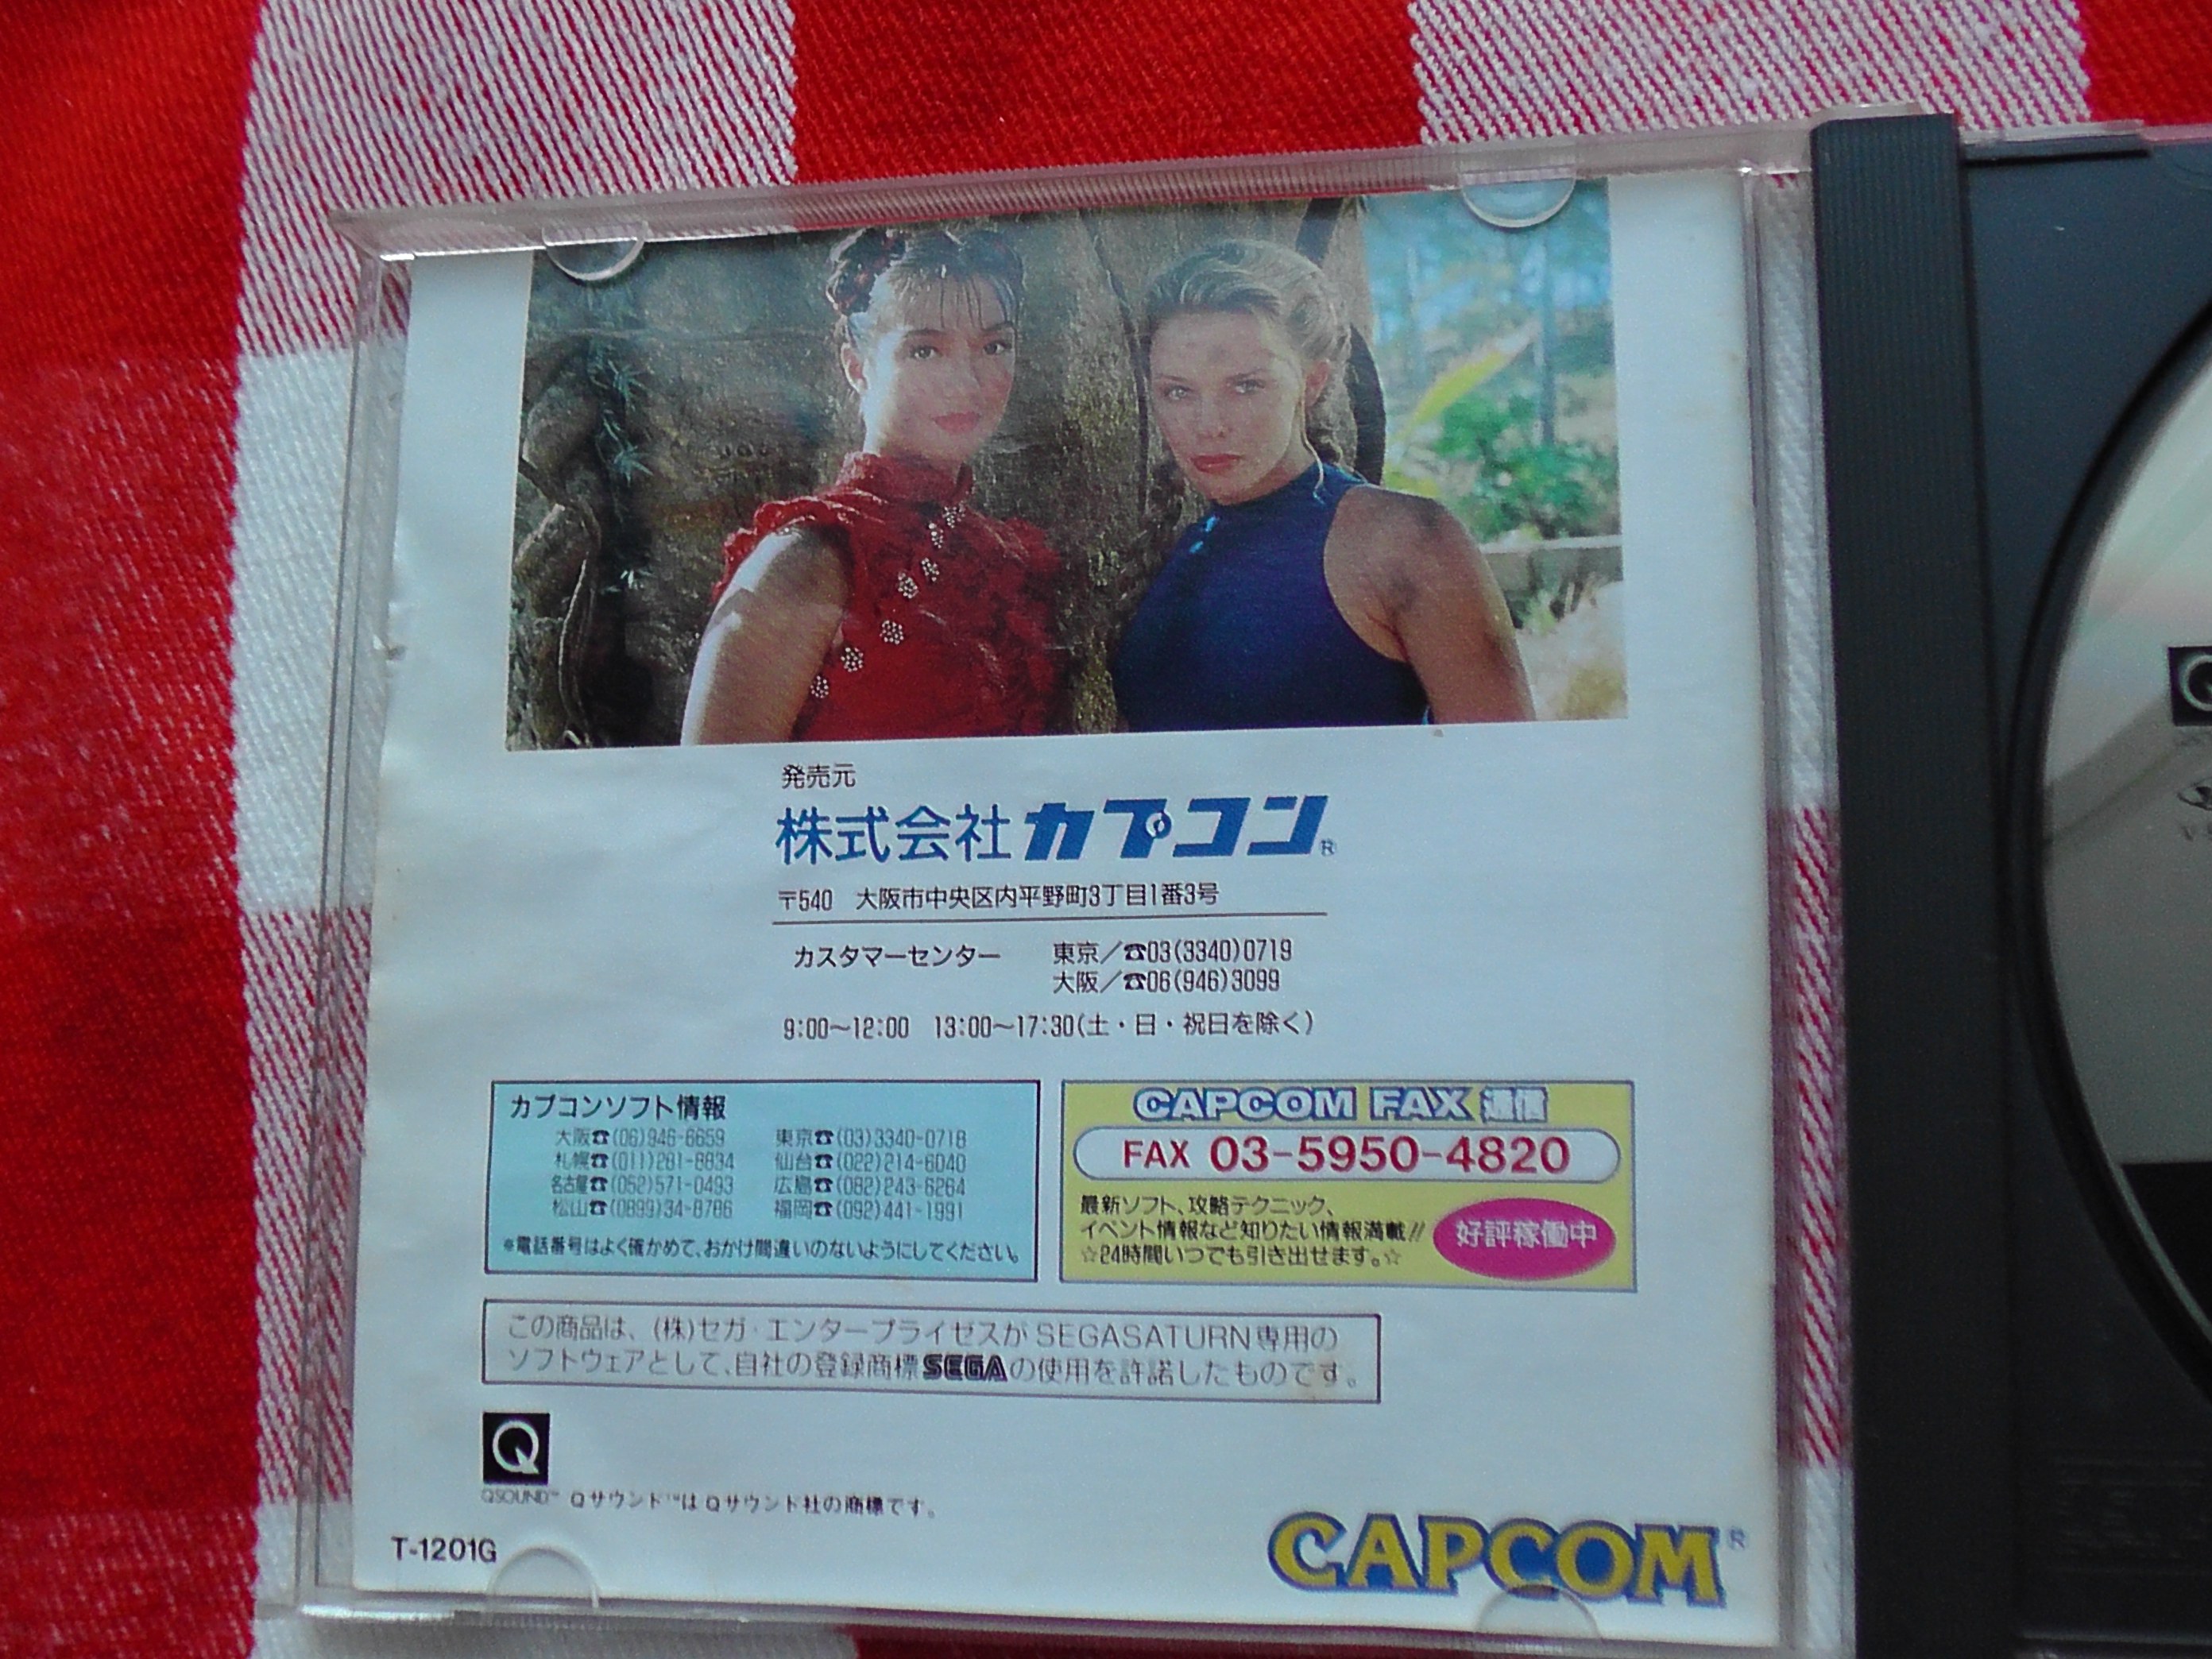 発売元
株式会社カプコン®
〒540 大阪市中央区内平野町3丁目1番3号
カスタマーセンター 東京／☎03(3340)0719
大阪／☎06(946)3099
9:00〜12:00 13:00〜17:30(土・日・祝日を除く)
カプコンソフト情報
大阪☎(06)946-6659 東京☎(03)3340-0718
札幌☎(011)281-8834 仙台☎(022)214-6040
名古屋☎(052)571-0493 広島☎(082)243-6264
松山☎(0899)34-8786 福岡☎(092)441-1991
※電話番号はよく確かめて、おかけ間違いのないようにしてください。
CAPCOM FAX 通信
FAX 03-5950-4820
最新ソフト、攻略テクニック、
イベント情報など知りたい情報満載!!
☆24時間いつでも引き出せます。☆
好評稼働中
この商品は、(株)セガ・エンタープライゼスがSEGASATURN専用の
ソフトウェアとして、自社の登録商標SEGAの使用を許諾したものです。
Q
QSOUND™ Qサウンド™はQサウンド社の商標です。
T-1201G
CAPCOM®